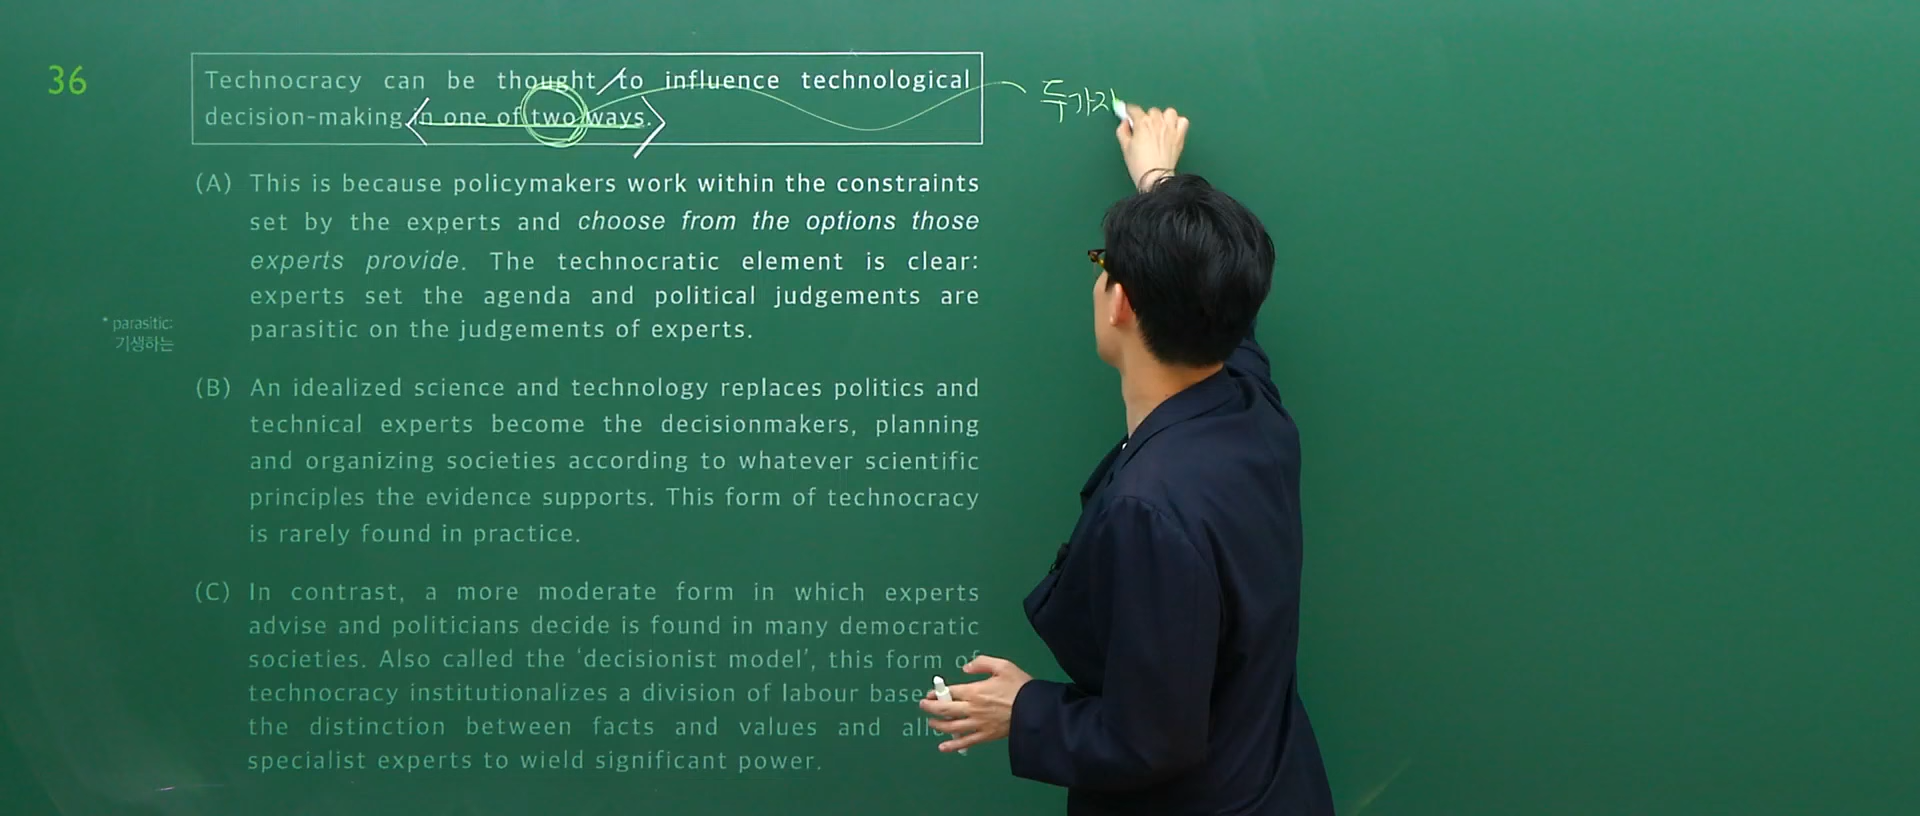 36
Technocracy can be thought to influence technological
decision-making in one of two ways.
두가지
(A) This is because policymakers work within the constraints
set by the experts and choose from the options those
experts provide. The technocratic element is clear:
experts set the agenda and political judgements are
parasitic on the judgements of experts.
* parasitic:
기생하는
(B) An idealized science and technology replaces politics and
technical experts become the decisionmakers, planning
and organizing societies according to whatever scientific
principles the evidence supports. This form of technocracy
is rarely found in practice.
(C) In contrast, a more moderate form in which experts
advise and politicians decide is found in many democratic
societies. Also called the ‘decisionist model’, this form of
technocracy institutionalizes a division of labour
the distinction between facts and values and
specialist experts to wield significant power.